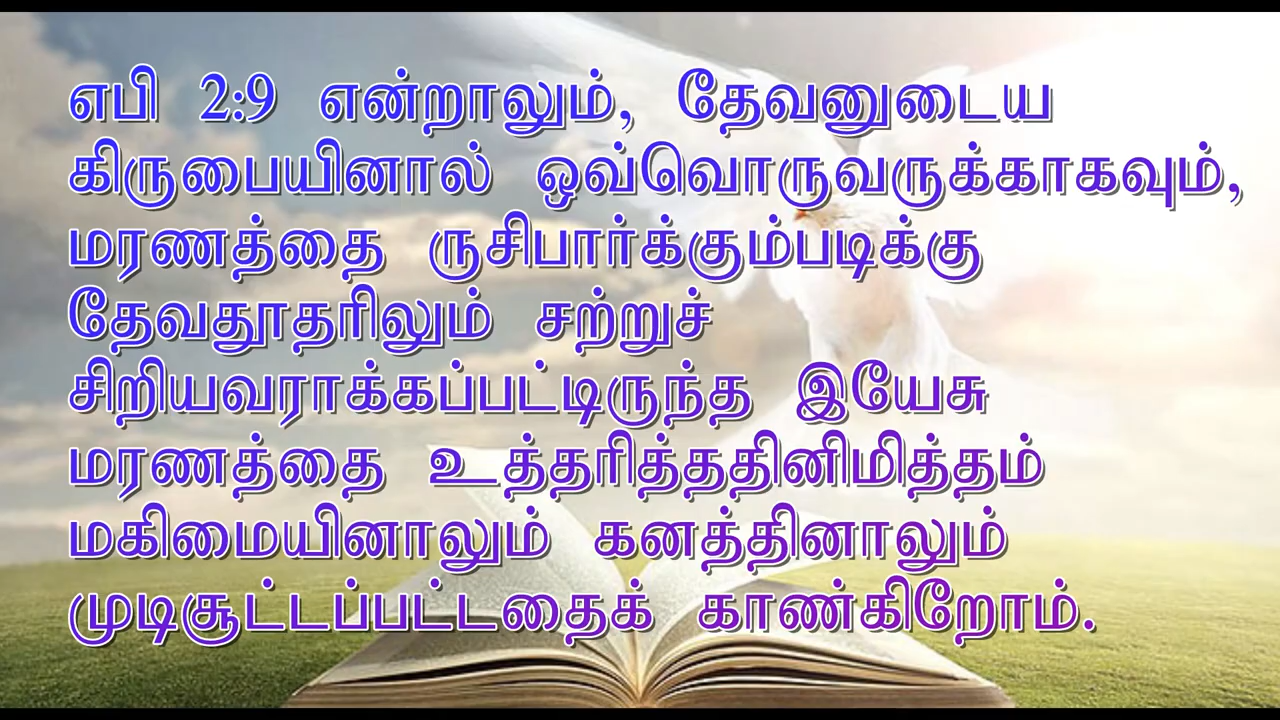 எபி 2:9 என்றாலும், தேவனுடைய
கிருபையினால் ஒவ்வொருவருக்காகவும்,
மரணத்தை ருசிபார்க்கும்படிக்கு
தேவதூதரிலும் சற்றுச்
சிறியவராக்கப்பட்டிருந்த இயேசு
மரணத்தை உத்தரித்ததினிமித்தம்
மகிமையினாலும் கனத்தினாலும்
முடிசூட்டப்பட்டதைக் காண்கிறோம்.